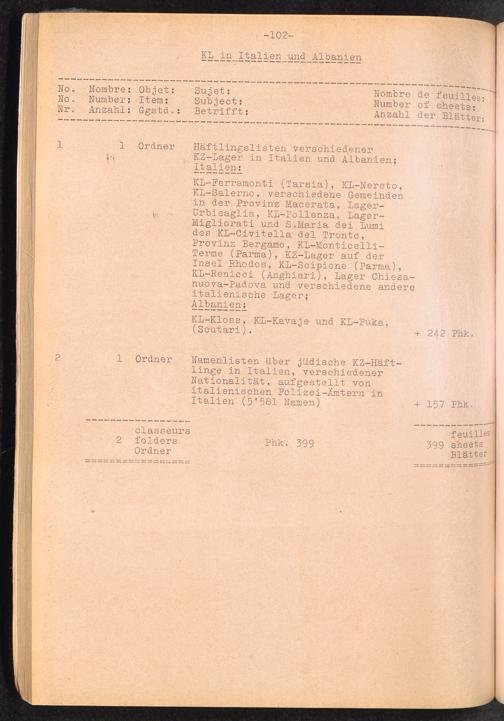 -102-
KL in Italien und Albanien
No. Nombre: Objet: Sujet: Nombre de feuilles:
No. Number: Item: Subject: Number of sheets:
Nr. Anzahl: Ggstd.: Betrifft: Anzahl der Blätter:
1 1 Ordner Häftlingslisten verschiedener
KZ-Lager in Italien und Albanien;
Italien:
KL-Ferramonti (Tarsia), KL-Nereto,
KL-Salerno, verschiedene Gemeinden
in der Provinz Macerata, Lager-
Urbisaglia, KL-Pollenza, Lager-
Migliorati und S.Maria dei Lumi
des KL-Civitella del Tronto,
Provinz Bergamo, KL-Monticelli-
Terme (Parma), KZ-Lager auf der
Insel Rhodos, KL-Scipione (Parma),
KL-Renicci (Anghiari), Lager Chiesa-
nuova-Padova und verschiedene andere
italienische Lager;
Albanien:
KL-Kloss, KL-Kavaje und KL-Puka,
(Scutari). + 242 Phk.
2 1 Ordner Namenlisten über jüdische KZ-Häft-
linge in Italien, verschiedener
Nationalität, aufgestellt von
italienischen Polizei-Ämtern in
Italien (5'581 Namen) + 157 Phk.
classeurs feuilles
2 folders Phk. 399 399 sheets
Ordner Blätter